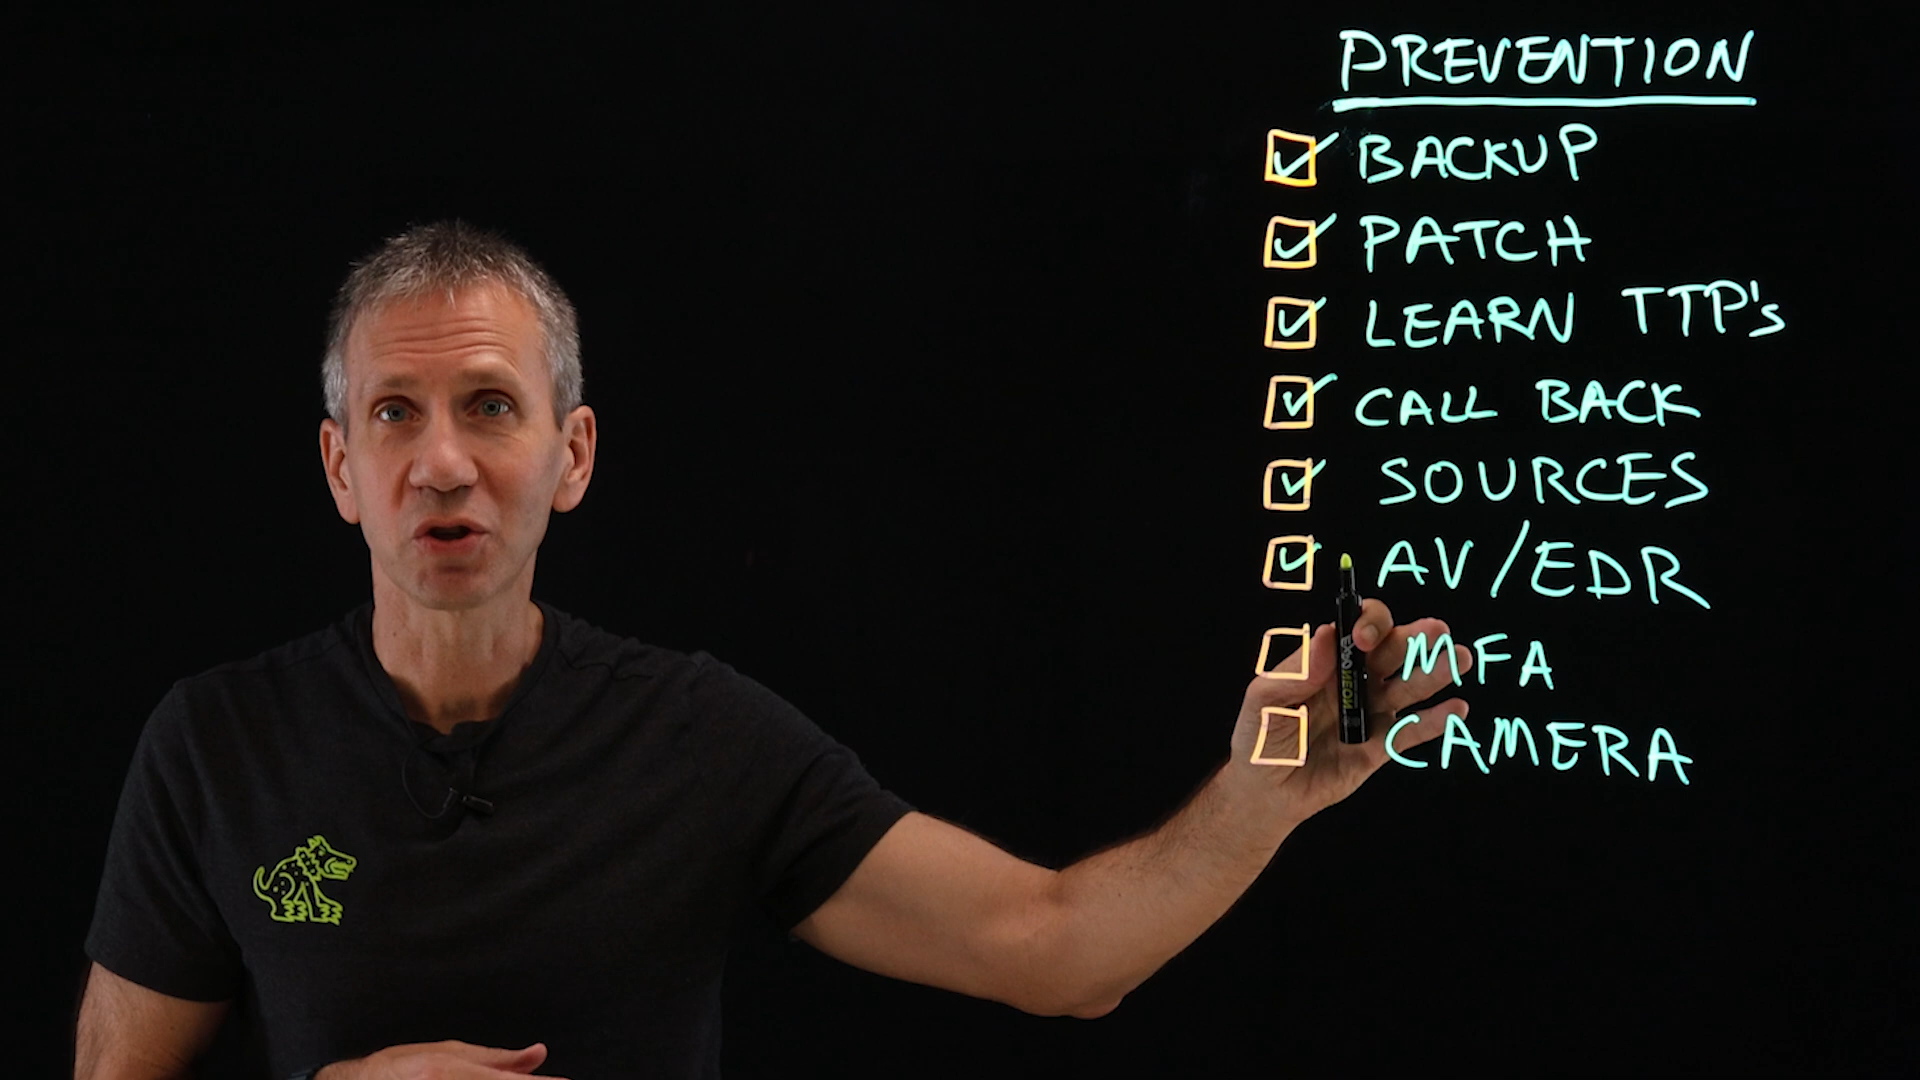 PREVENTION
BACKUP
PATCH
LEARN TTP's
CALL BACK
SOURCES
AV/EDR
MFA
CAMERA